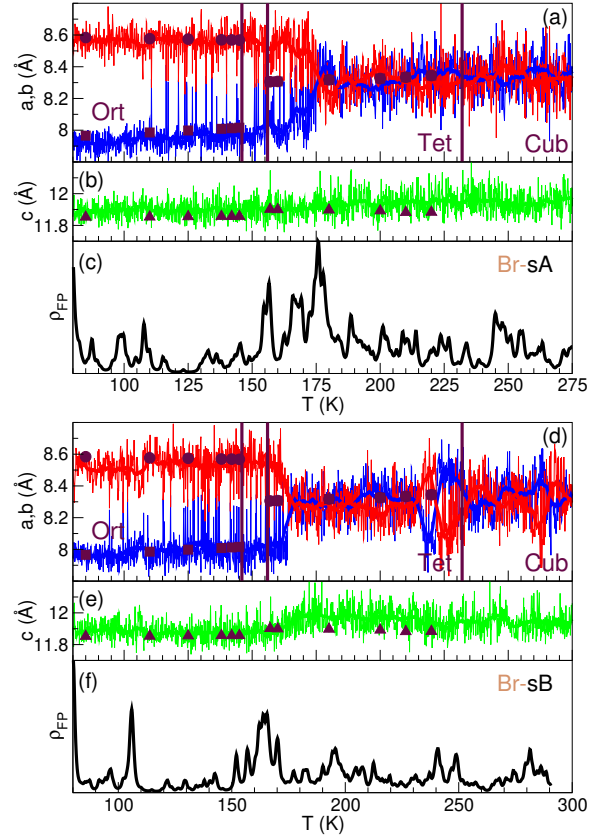 (a)
8.6
8.4
8.2
8
a,b (Å)
Ort
Tet
Cub
(b)
12
11.8
c (Å)
(c)
Br-sA
ρFP
100 125 150 175 200 225 250 275
T (K)
(d)
8.6
8.4
8.2
8
a,b (Å)
Ort
Tet
Cub
(e)
12
11.8
c (Å)
(f)
Br-sB
ρFP
100 150 200 250 300
T (K)